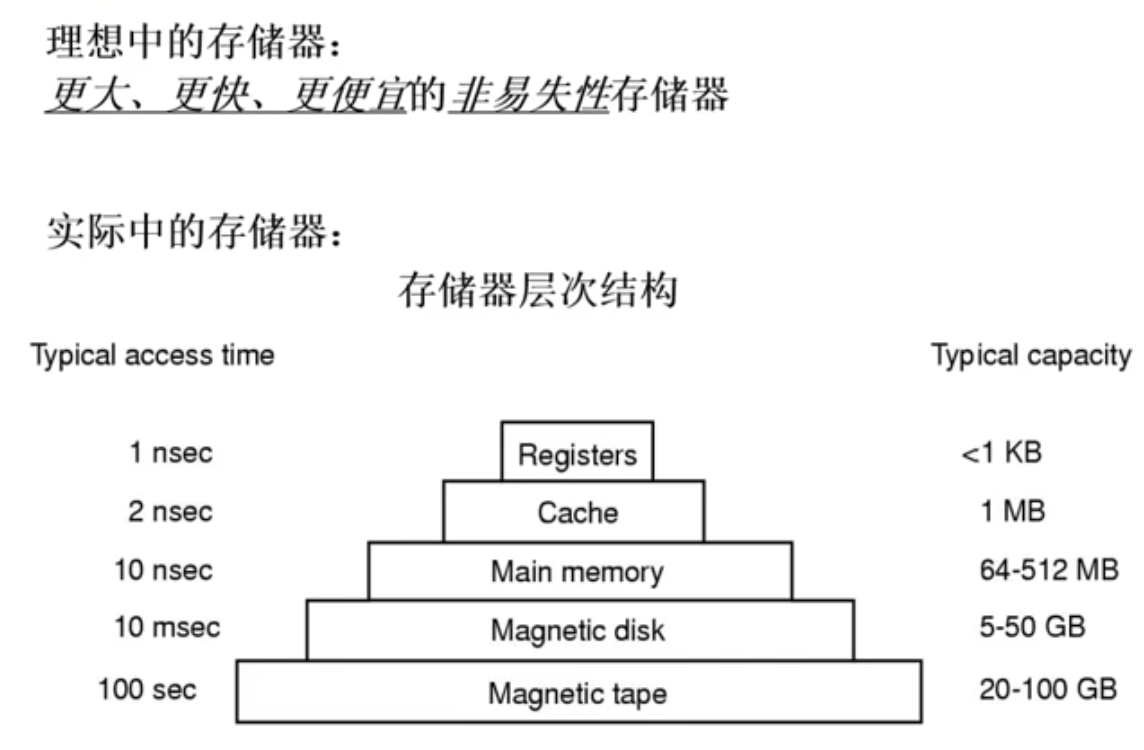 理想中的存储器：
更大、更快、更便宜的非易失性存储器
实际中的存储器：
存储器层次结构
Typical access time
Typical capacity
1 nsec
Registers
<1 KB
2 nsec
Cache
1 MB
10 nsec
Main memory
64-512 MB
10 msec
Magnetic disk
5-50 GB
100 sec
Magnetic tape
20-100 GB